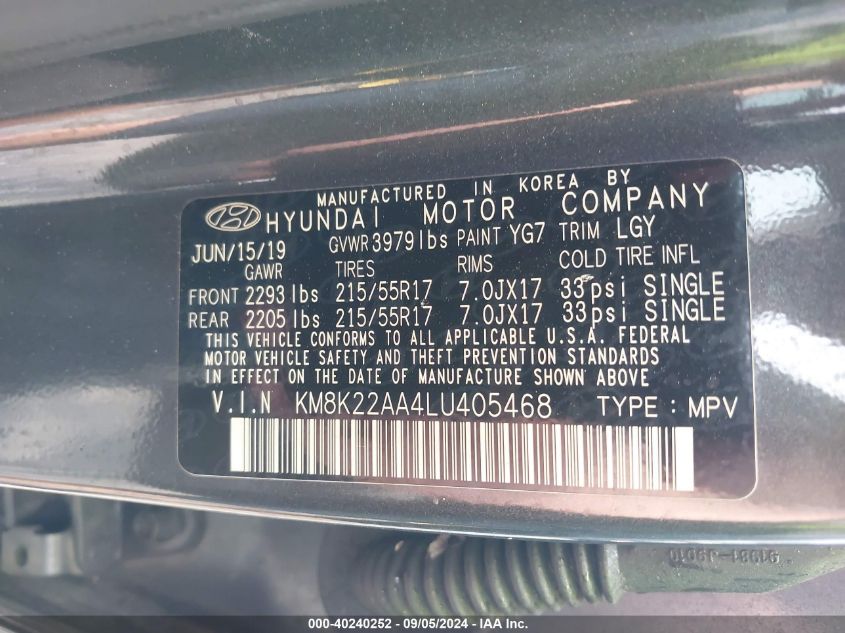 MANUFACTURED IN KOREA BY
HYUNDAI MOTOR COMPANY
JUN/15/19 GVWR 3979 lbs PAINT YG7 TRIM LGY
GAWR TIRES RIMS COLD TIRE INFL
FRONT 2293 lbs 215/55R17 7.0JX17 33psi SINGLE
REAR 2205 lbs 215/55R17 7.0JX17 33psi SINGLE
THIS VEHICLE CONFORMS TO ALL APPLICABLE U.S.A. FEDERAL
MOTOR VEHICLE SAFETY AND THEFT PREVENTION STANDARDS
IN EFFECT ON THE DATE OF MANUFACTURE SHOWN ABOVE
V.I.N KM8K22AA4LU405468 TYPE : MPV
91981-J9010
000-40240252 - 09/05/2024 - IAA Inc.